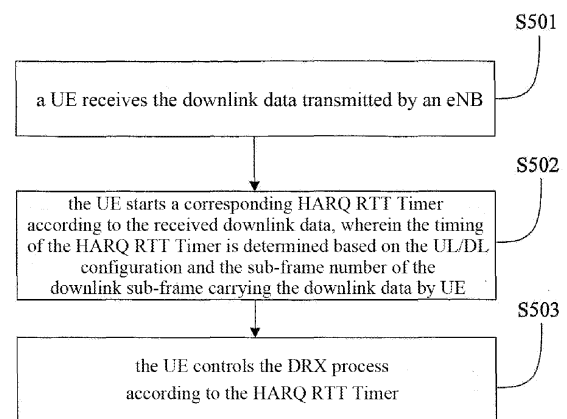 S501
a UE receives the downlink data transmitted by an eNB
S502
the UE starts a corresponding HARQ RTT Timer
according to the received downlink data, wherein the timing
of the HARQ RTT Timer is determined based on the UL/DL
configuration and the sub-frame number of the
downlink sub-frame carrying the downlink data by UE
S503
the UE controls the DRX process
according to the HARQ RTT Timer